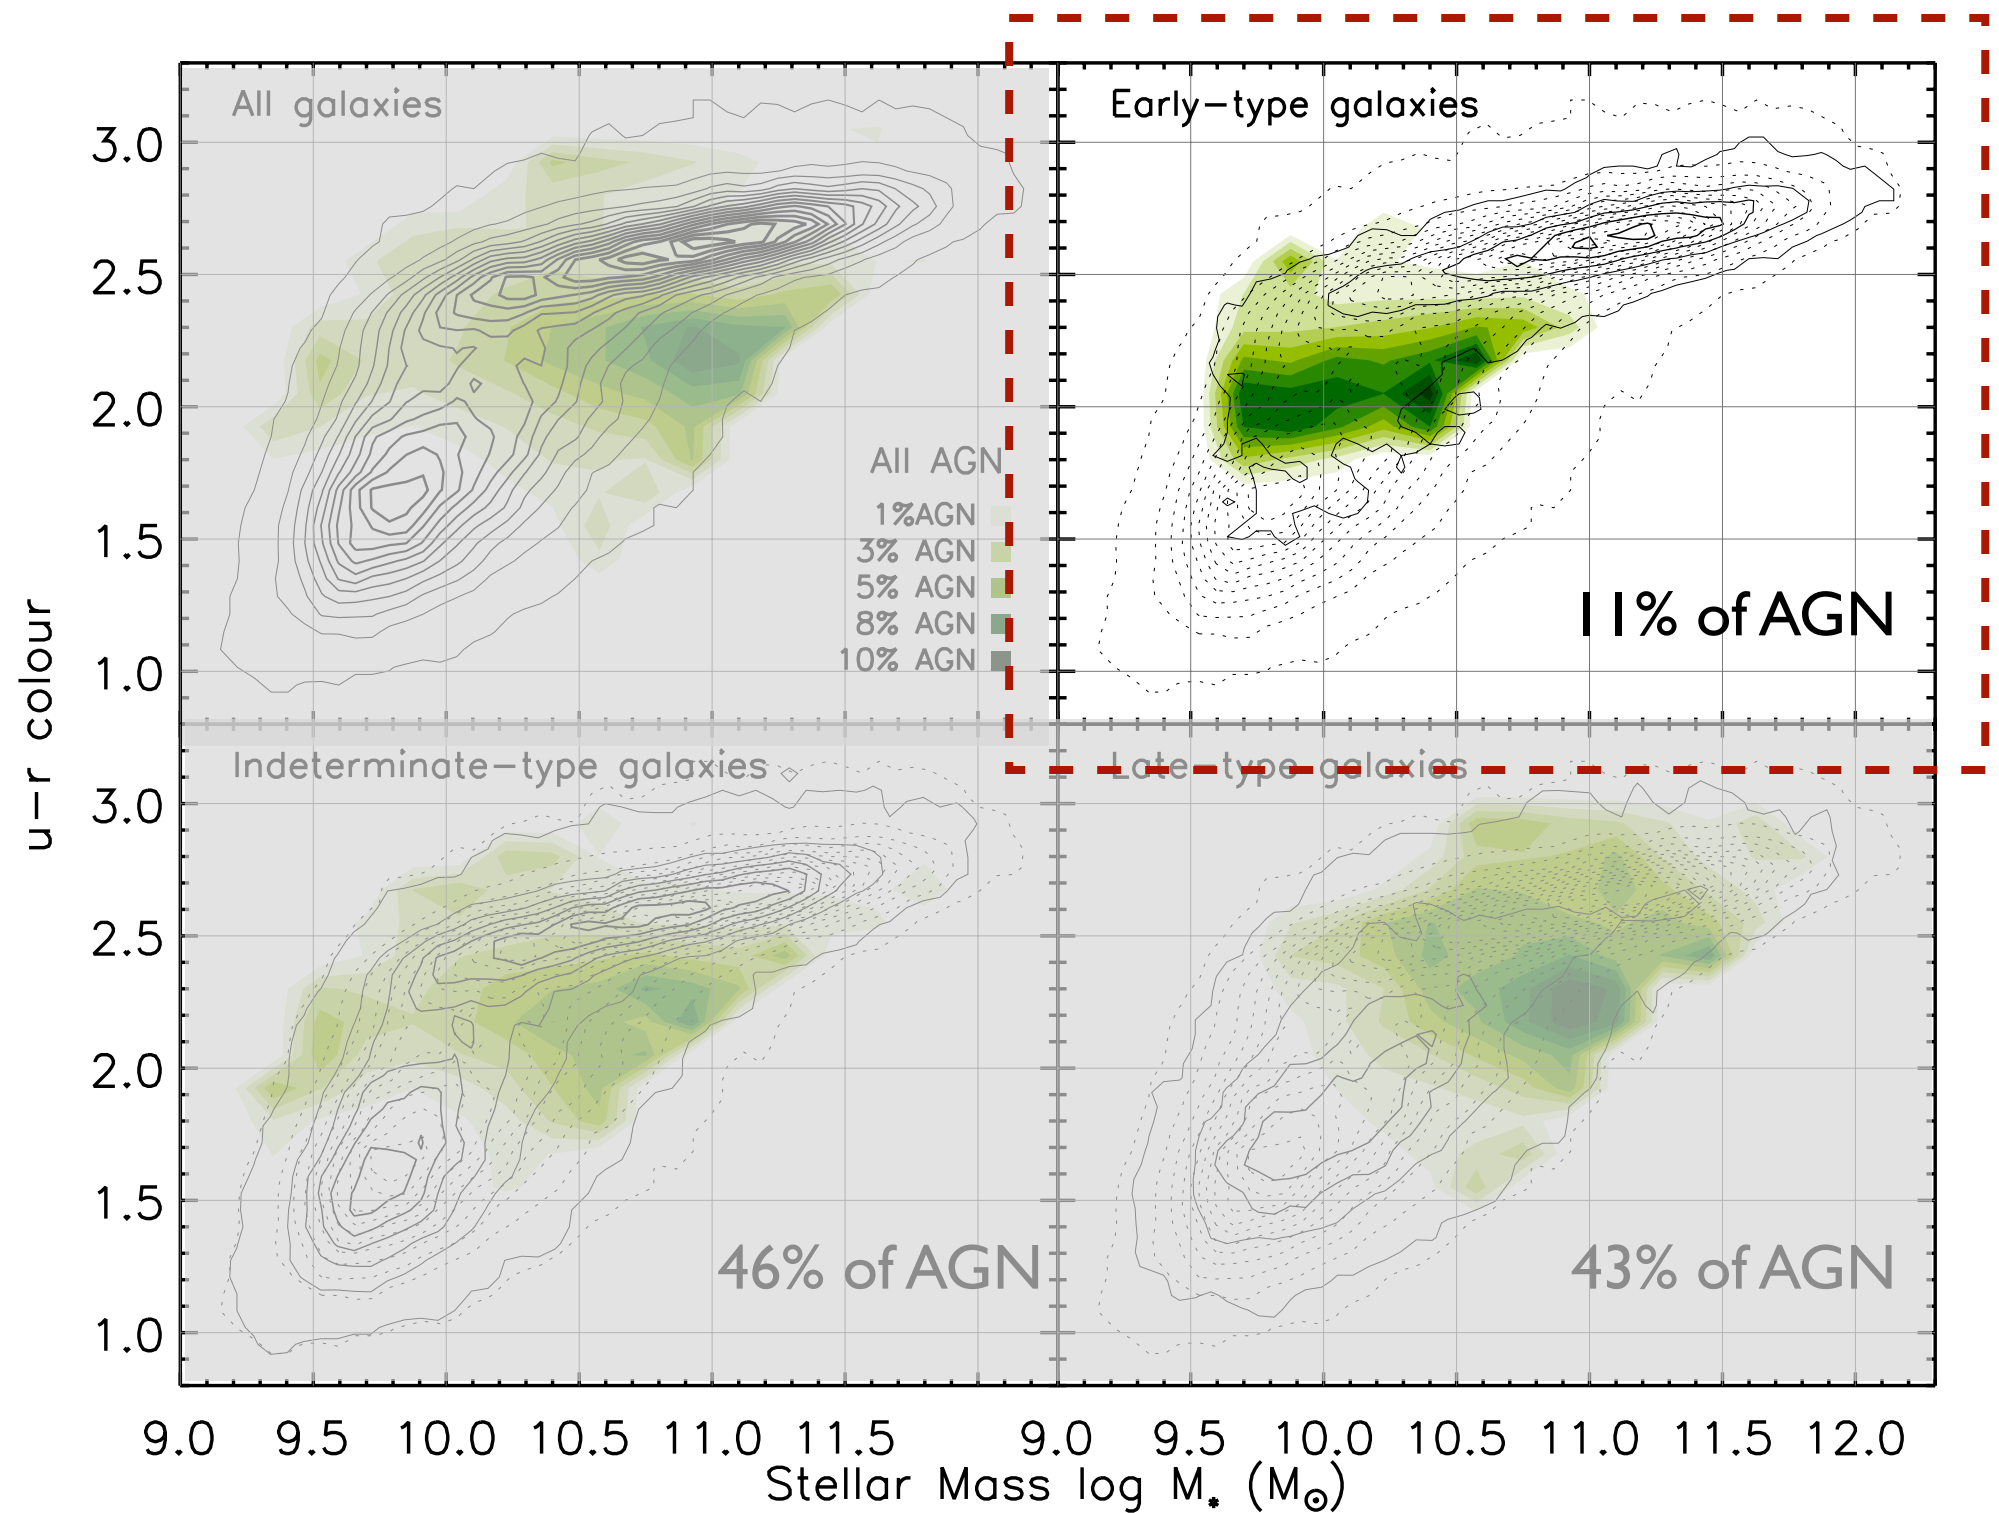 All galaxies
Early-type galaxies
3.0
2.5
2.0
1.5
1.0
All AGN
1%AGN
3% AGN
5% AGN
8% AGN
10% AGN
11% of AGN
u-r colour
Indeterminate-type galaxies
Late-type galaxies
3.0
2.5
2.0
1.5
1.0
46% of AGN
43% of AGN
9.0 9.5 10.0 10.5 11.0 11.5 9.0 9.5 10.0 10.5 11.0 11.5 12.0
Stellar Mass log M⁎ (M☉)